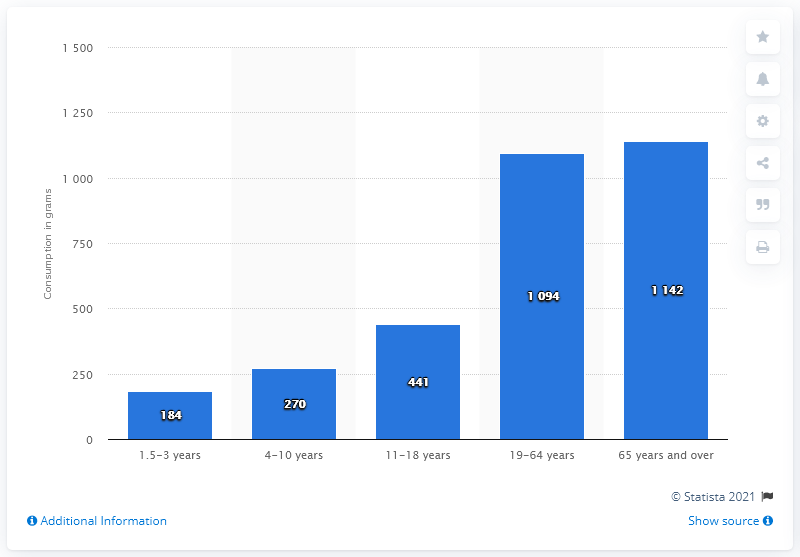 1 500
1 250
1 000
750
500
250
0
Consumption in grams
184
270
441
1 094
1 142
1.5–3 years
4–10 years
11–18 years
19–64 years
65 years and over
© Statista 2021
Additional Information
Show source